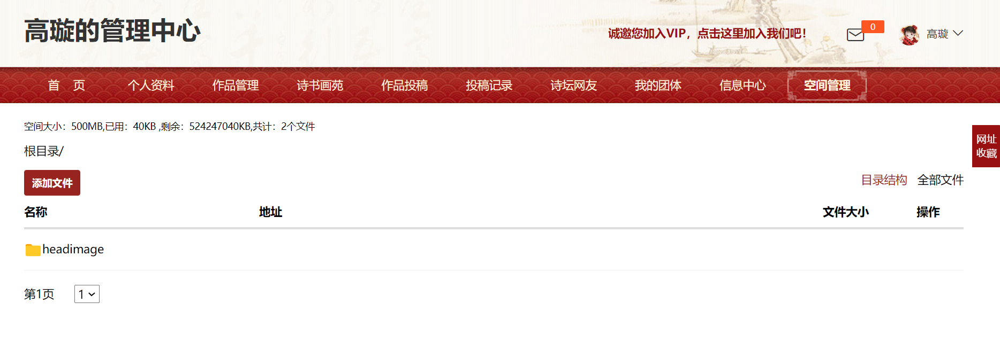 高璇的管理中心
诚邀您加入VIP，点击这里加入我们吧！
0
高璇
首 页 个人资料 作品管理 诗书画苑 作品投稿 投稿记录 诗坛网友 我的团体 信息中心 空间管理
空间大小：500MB,已用：40KB ,剩余：524247040KB,共计：2个文件
网址
收藏
根目录/
添加文件
目录结构 全部文件
名称 地址 文件大小 操作
headimage
第1页 1